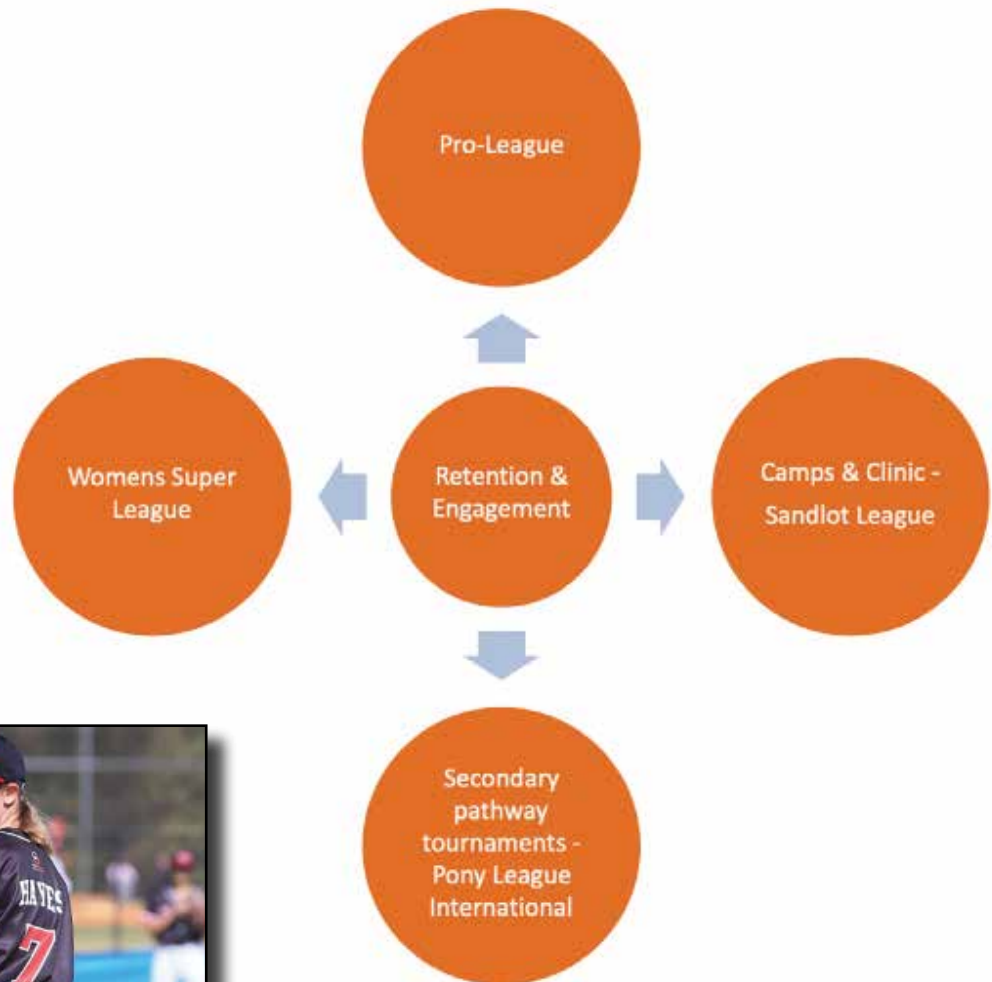 Pro-League
Womens Super
League
Retention &
Engagement
Camps & Clinic -
Sandlot League
Secondary
pathway
tournaments -
Pony League
International
HAYES
7